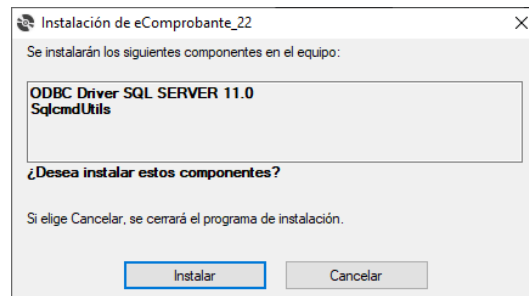 Instalación de eComprobante_22
Se instalarán los siguientes componentes en el equipo:
ODBC Driver SQL SERVER 11.0
SqlcmdUtils
¿Desea instalar estos componentes?
Si elige Cancelar, se cerrará el programa de instalación.
Instalar
Cancelar